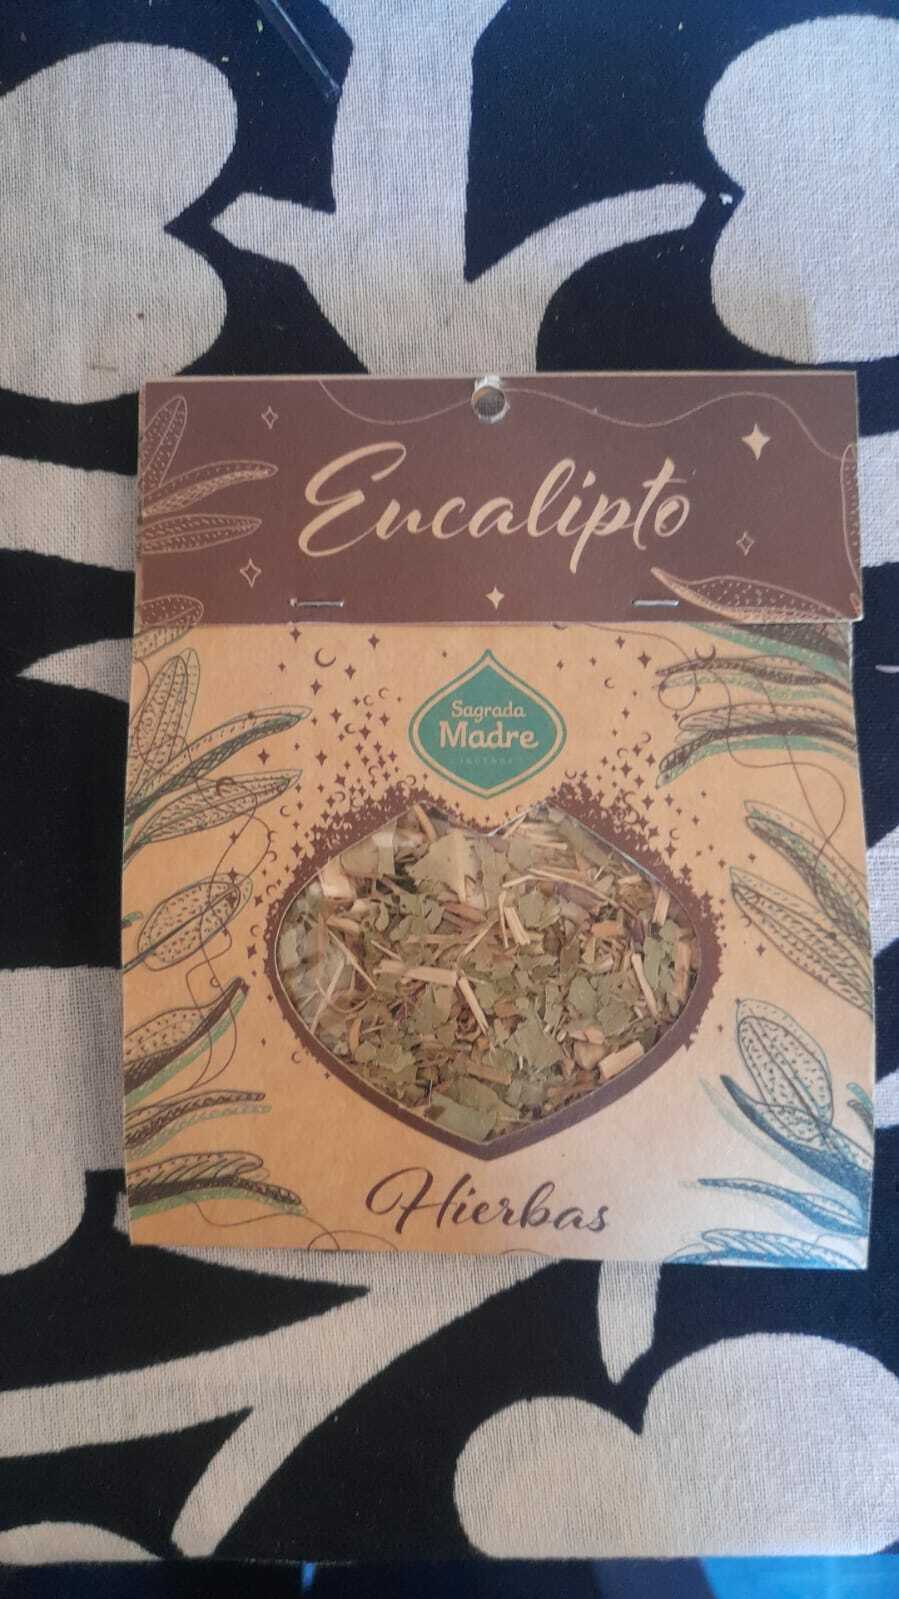 Eucalipto
Sagrada
Madre
Hierbas